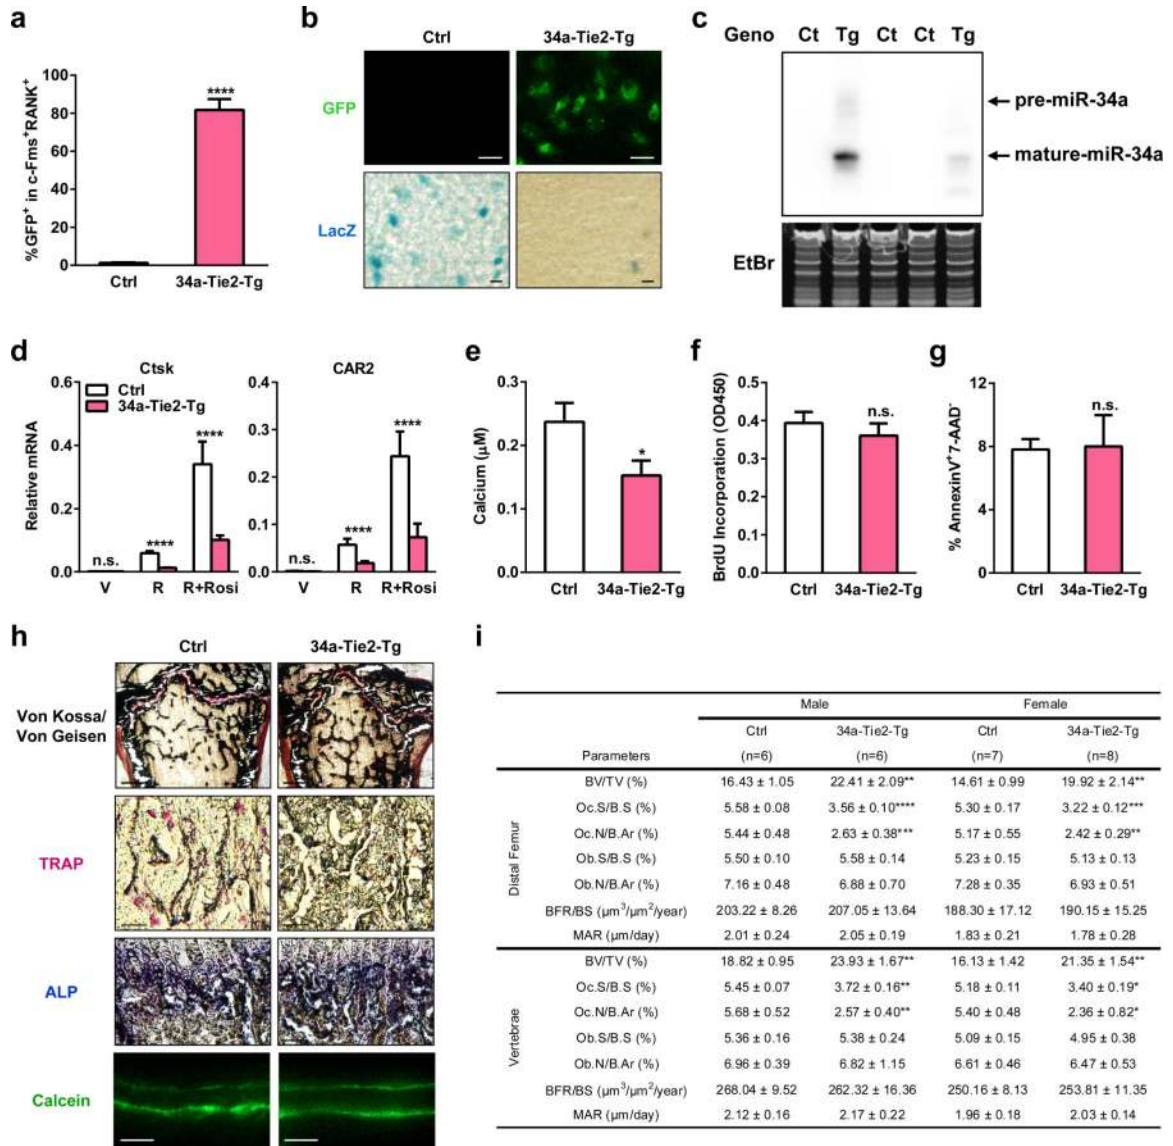 a
%GFP+ in c-Fms+RANK+
100
80
60
40
20
0
****
Ctrl 34a-Tie2-Tg
b
Ctrl 34a-Tie2-Tg
GFP
LacZ
c
Geno Ct Tg Ct Ct Tg
pre-miR-34a
mature-miR-34a
EtBr
d
Relative mRNA
Ctsk
0.6
0.4
0.2
0.0
Ctrl
34a-Tie2-Tg
n.s. **** ****
V R R+Rosi
CAR2
0.4
0.3
0.2
0.1
0.0
n.s. **** ****
V R R+Rosi
e
Calcium (µM)
0.3
0.2
0.1
0.0
*
Ctrl 34a-Tie2-Tg
f
BrdU Incorporation (OD450)
0.5
0.4
0.3
0.2
0.1
0.0
n.s.
Ctrl 34a-Tie2-Tg
g
% AnnexinV+7-AAD-
12
8
4
0
n.s.
Ctrl 34a-Tie2-Tg
h
Ctrl 34a-Tie2-Tg
Von Kossa/
Von Geisen
TRAP
ALP
Calcein
i
Male Female
Ctrl 34a-Tie2-Tg Ctrl 34a-Tie2-Tg
Parameters (n=6) (n=6) (n=7) (n=8)
Distal Femur
BV/TV (%) 16.43 ± 1.05 22.41 ± 2.09** 14.61 ± 0.99 19.92 ± 2.14**
Oc.S/B.S (%) 5.58 ± 0.08 3.56 ± 0.10**** 5.30 ± 0.17 3.22 ± 0.12***
Oc.N/B.Ar (%) 5.44 ± 0.48 2.63 ± 0.38*** 5.17 ± 0.55 2.42 ± 0.29**
Ob.S/B.S (%) 5.50 ± 0.10 5.58 ± 0.14 5.23 ± 0.15 5.13 ± 0.13
Ob.N/B.Ar (%) 7.16 ± 0.48 6.88 ± 0.70 7.28 ± 0.35 6.93 ± 0.51
BFR/BS (µm³/µm²/year) 203.22 ± 8.26 207.05 ± 13.64 188.30 ± 17.12 190.15 ± 15.25
MAR (µm/day) 2.01 ± 0.24 2.05 ± 0.19 1.83 ± 0.21 1.78 ± 0.28
Vertebrae
BV/TV (%) 18.82 ± 0.95 23.93 ± 1.67** 16.13 ± 1.42 21.35 ± 1.54**
Oc.S/B.S (%) 5.45 ± 0.07 3.72 ± 0.16** 5.18 ± 0.11 3.40 ± 0.19*
Oc.N/B.Ar (%) 5.68 ± 0.52 2.57 ± 0.40** 5.40 ± 0.48 2.36 ± 0.82*
Ob.S/B.S (%) 5.36 ± 0.16 5.38 ± 0.24 5.09 ± 0.15 4.95 ± 0.38
Ob.N/B.Ar (%) 6.96 ± 0.39 6.82 ± 1.15 6.61 ± 0.46 6.47 ± 0.53
BFR/BS (µm³/µm²/year) 268.04 ± 9.52 262.32 ± 16.36 250.16 ± 8.13 253.81 ± 11.35
MAR (µm/day) 2.12 ± 0.16 2.17 ± 0.22 1.96 ± 0.18 2.03 ± 0.14